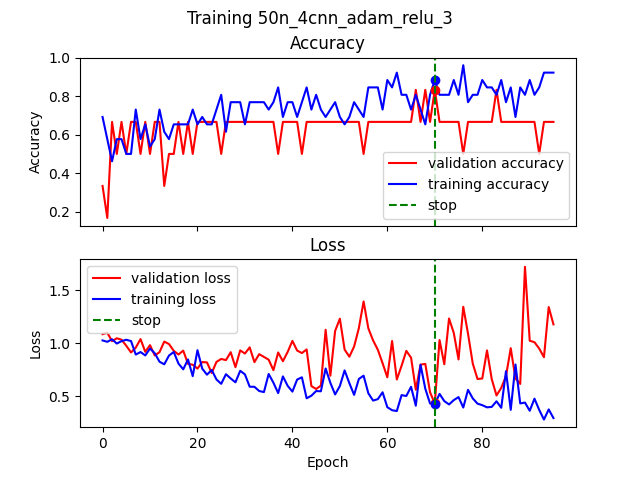 Training 50n_4cnn_adam_relu_3
Accuracy
1.0
0.8
0.6
0.4
0.2
Accuracy
validation accuracy
training accuracy
stop
Loss
1.5
1.0
0.5
Loss
validation loss
training loss
stop
0
20
40
60
80
Epoch